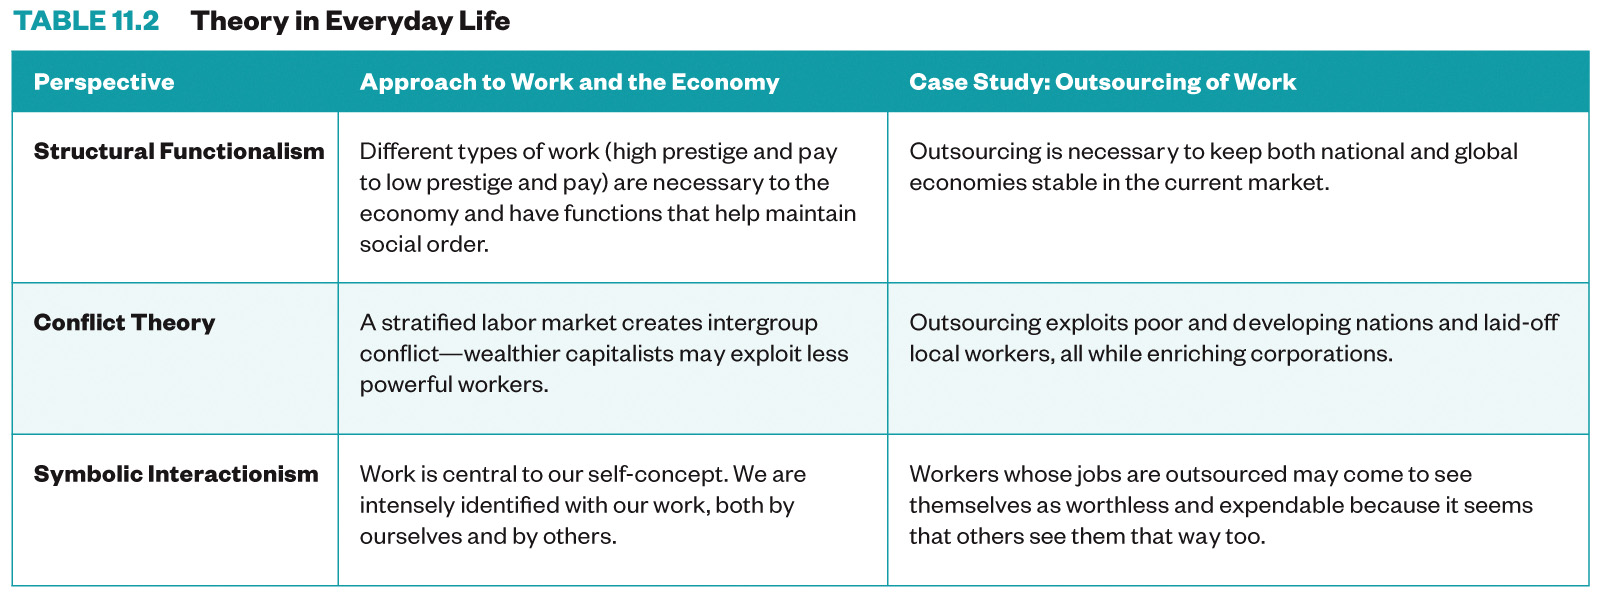 TABLE 11.2 Theory in Everyday Life
Perspective
Approach to Work and the Economy
Case Study: Outsourcing of Work
Structural Functionalism
Different types of work (high prestige and pay
to low prestige and pay) are necessary to the
economy and have functions that help maintain
social order.
Outsourcing is necessary to keep both national and global
economies stable in the current market.
Conflict Theory
A stratified labor market creates intergroup
conflict—wealthier capitalists may exploit less
powerful workers.
Outsourcing exploits poor and developing nations and laid-off
local workers, all while enriching corporations.
Symbolic Interactionism
Work is central to our self-concept. We are
intensely identified with our work, both by
ourselves and by others.
Workers whose jobs are outsourced may come to see
themselves as worthless and expendable because it seems
that others see them that way too.